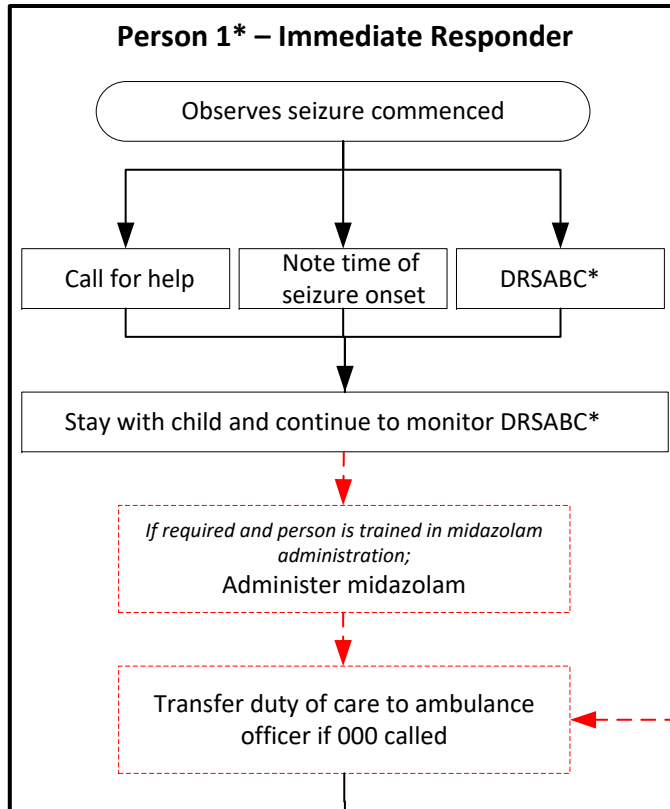 Person 1* – Immediate Responder
Observes seizure commenced
Call for help
Note time of
seizure onset
DRSABC*
Stay with child and continue to monitor DRSABC*
If required and person is trained in midazolam
administration;
Administer midazolam
Transfer duty of care to ambulance
officer if 000 called